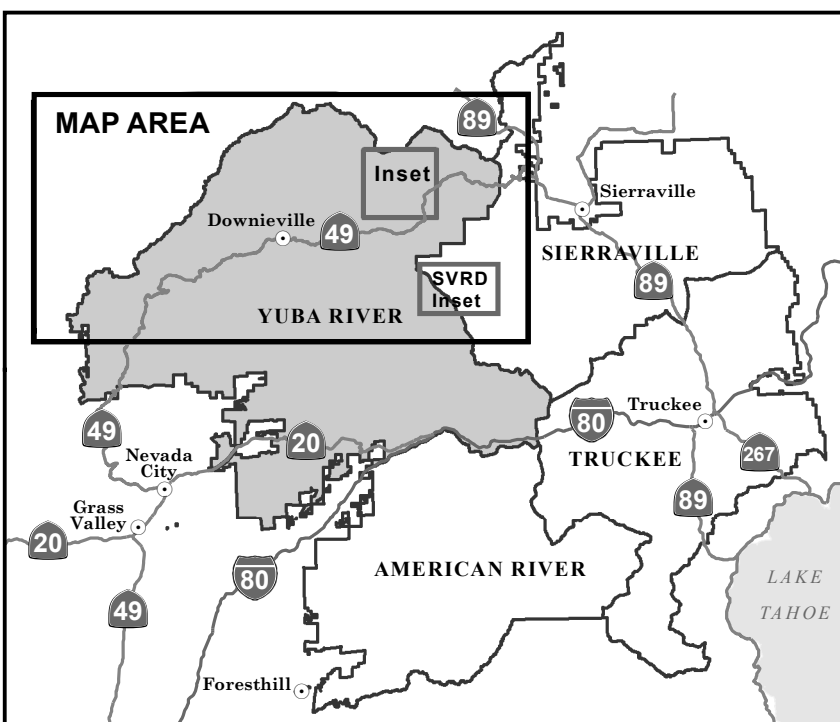 89
MAP AREA
Inset
Sierraville
Downieville
49
SIERRAVILLE
SVRD
Inset
89
YUBA RIVER
Truckee
80
49
20
Nevada
City
TRUCKEE
267
89
Grass
Valley
20
80
AMERICAN RIVER
LAKE
TAHOE
49
Foresthill